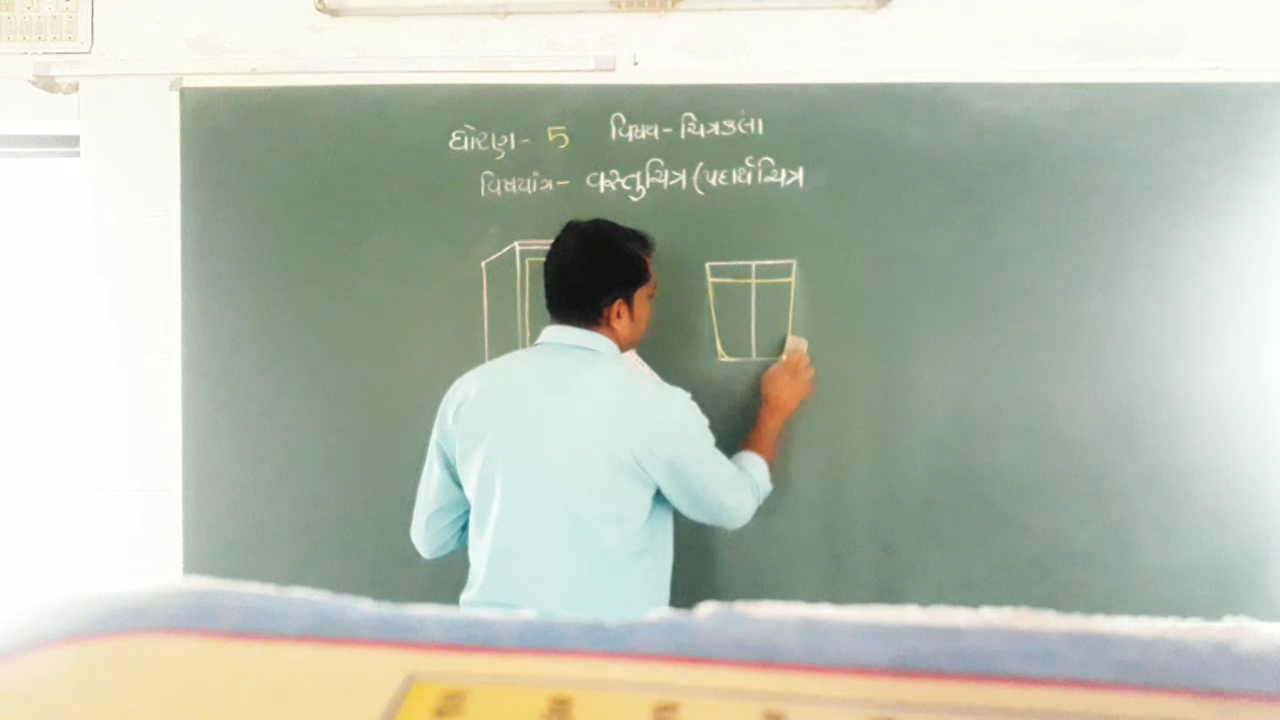 ધોરણ- 5 વિષય- ચિત્રકલા
વિષયાંગ- વસ્તુચિત્ર (પદાર્થચિત્ર